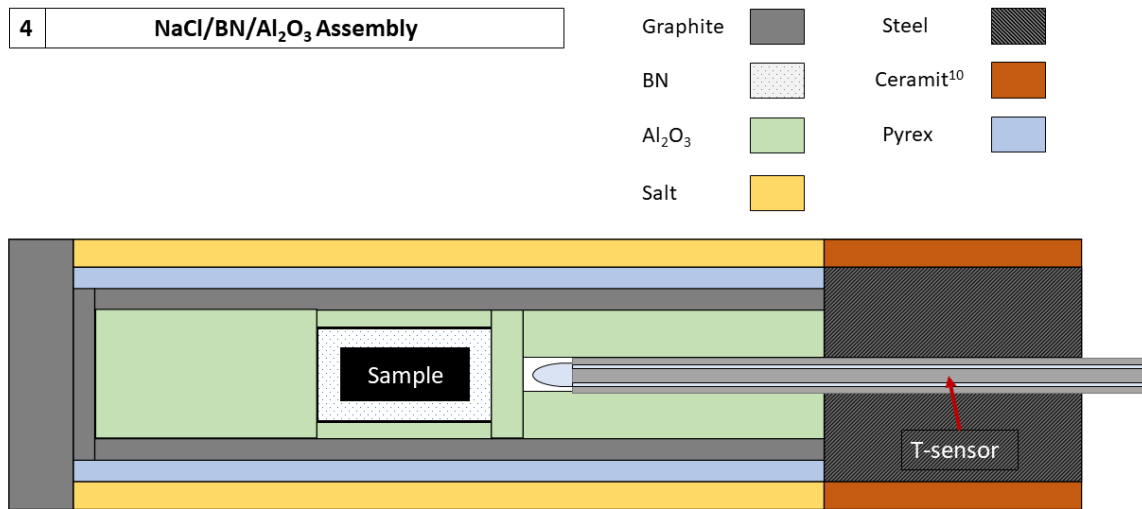 4 NaCl/BN/Al₂O₃ Assembly
Graphite
Steel
BN
Ceramit¹⁰
Al₂O₃
Pyrex
Salt
Sample
T-sensor